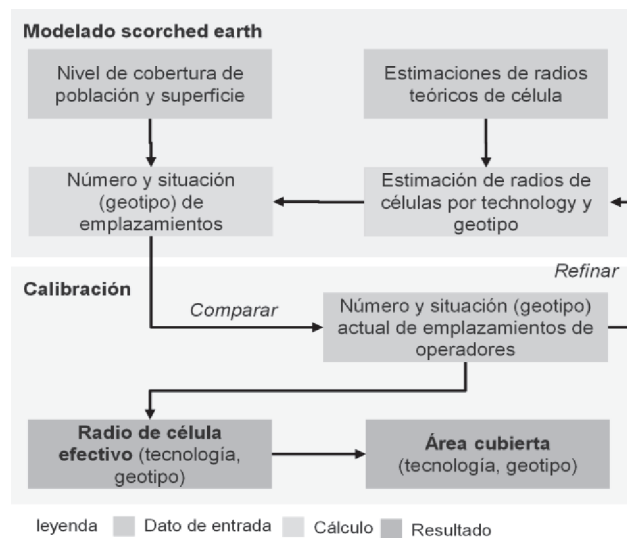 Modelado scorched earth
Nivel de cobertura de
población y superficie
Estimaciones de radios
teóricos de célula
Número y situación
(geotipo) de
emplazamientos
Estimación de radios de
células por technology y
geotipo
Refinar
Calibración
Comparar
Número y situación (geotipo)
actual de emplazamientos de
operadores
Radio de célula
efectivo (tecnología,
geotipo)
Área cubierta
(tecnología, geotipo)
leyenda Dato de entrada Cálculo Resultado